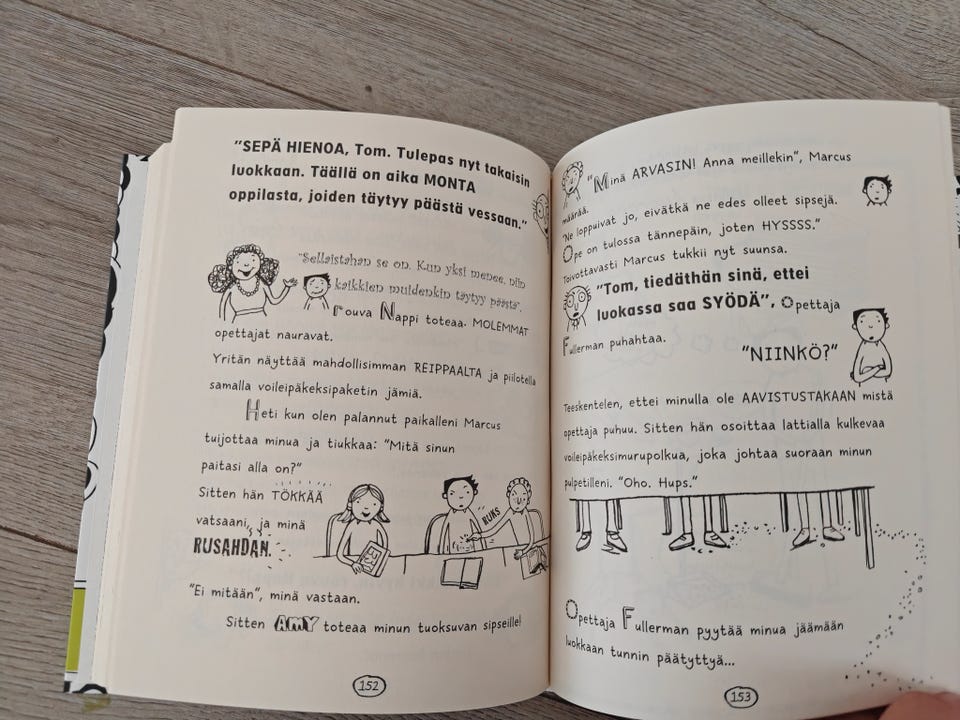 "SEPÄ HIENOA, Tom. Tulepas nyt takaisin
luokkaan. Täällä on aika MONTA
oppilasta, joiden täytyy päästä vessaan."
"Sellaistahan se on. Kun yksi menee, niin
kaikkien muidenkin täytyy päästä",
rouva Nappi toteaa. MOLEMMAT
opettajat nauravat.
Yritän näyttää mahdollisimman REIPPAALTA ja piilotella
samalla voileipäkeksipaketin jämiä.
Heti kun olen palannut paikalleni Marcus
tuijottaa minua ja tiukkaa: "Mitä sinun
paitasi alla on?"
Sitten hän TÖKKÄÄ
vatsaani, ja minä
RUSAHDAN.
RUKS
"Ei mitään", minä vastaan.
Sitten AMY toteaa minun tuoksuvan sipseille!
152
"Minä ARVASIN! Anna meillekin", Marcus
määrää.
"Ne loppuivat jo, eivätkä ne edes olleet sipsejä.
Ope on tulossa tännepäin, joten HYSSSS."
Toivottavasti Marcus tukkii nyt suunsa.
"Tom, tiedäthän sinä, ettei
luokassa saa SYÖDÄ", Opettaja
Fullerman puhahtaa.
"NIINKÖ?"
Teeskentelen, ettei minulla ole AAVISTUSTAKAAN mistä
opettaja puhuu. Sitten hän osoittaa lattialla kulkevaa
voileipäkeksimurupolkua, joka johtaa suoraan minun
pulpetilleni. "Oho. Hups."
Opettaja Fullerman pyytää minua jäämään
luokkaan tunnin päätyttyä...
153